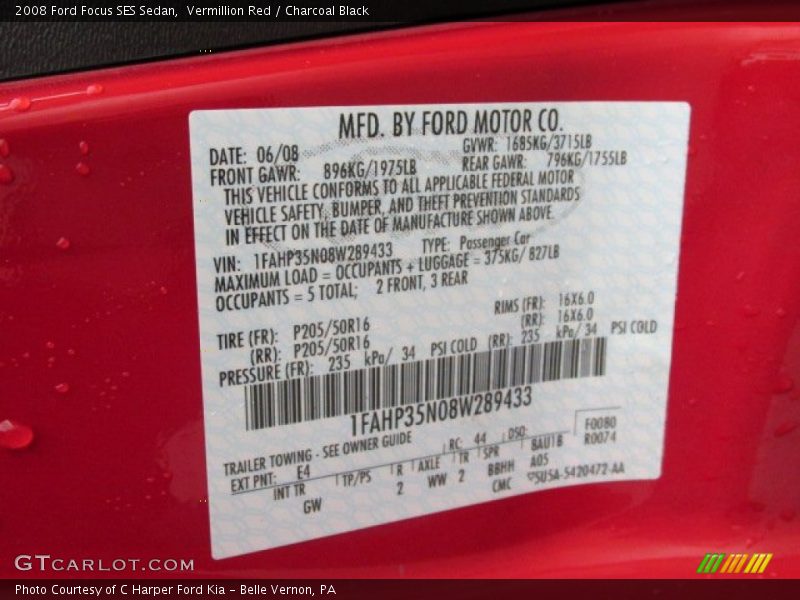 2008 Ford Focus SES Sedan,  Vermillion Red / Charcoal Black
MFD. BY FORD MOTOR CO.
DATE: 06/08 GVWR: 1685KG/3715LB
FRONT GAWR: 896KG/1975LB REAR GAWR: 796KG/1755LB
THIS VEHICLE CONFORMS TO ALL APPLICABLE FEDERAL MOTOR
VEHICLE SAFETY, BUMPER, AND THEFT PREVENTION STANDARDS
IN EFFECT ON THE DATE OF MANUFACTURE SHOWN ABOVE.
VIN: 1FAHP35N08W289433 TYPE: Passenger Car
MAXIMUM LOAD = OCCUPANTS + LUGGAGE = 375KG/ 827LB
OCCUPANTS = 5 TOTAL; 2 FRONT, 3 REAR
TIRE (FR): P205/50R16 RIMS (FR): 16X6.0
(RR): P205/50R16 (RR): 16X6.0
PRESSURE (FR): 235 kPa/ 34 PSI COLD (RR): 235 kPa/ 34 PSI COLD
1FAHP35N08W289433
TRAILER TOWING - SEE OWNER GUIDE RC: 44 DSO: F0080
EXT PNT: E4 R0074
INT TR TP/PS R AXLE TR SPR BAU1B
GW 2 WW 2 BBHH A05
CMC 5U5A-5420472-AA
GTCARLOT.COM
Photo Courtesy of C Harper Ford Kia - Belle Vernon, PA